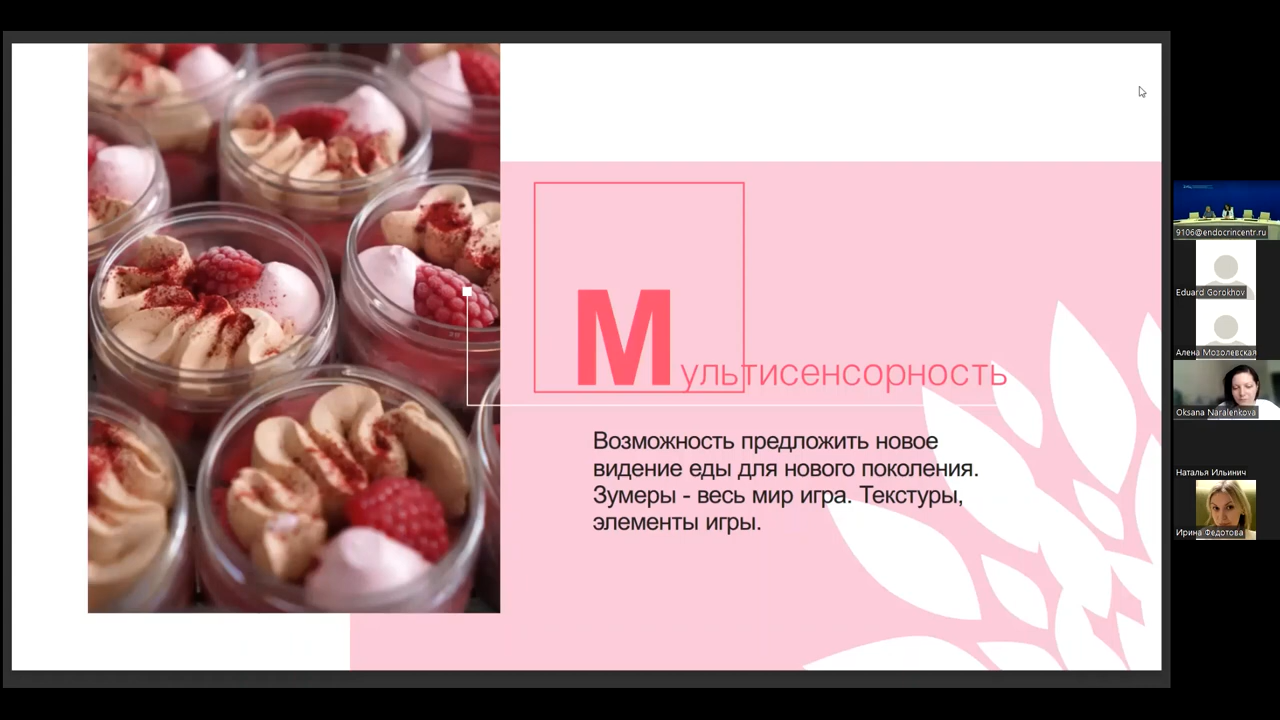 Мультисенсорность
Возможность предложить новое
видение еды для нового поколения.
Зумеры - весь мир игра. Текстуры,
элементы игры.
9106@endocrincentr.ru
Eduard Gorokhov
Алена Мозолевская
Oksana Naralenkova
Наталья Ильинич
Ирина Федотова